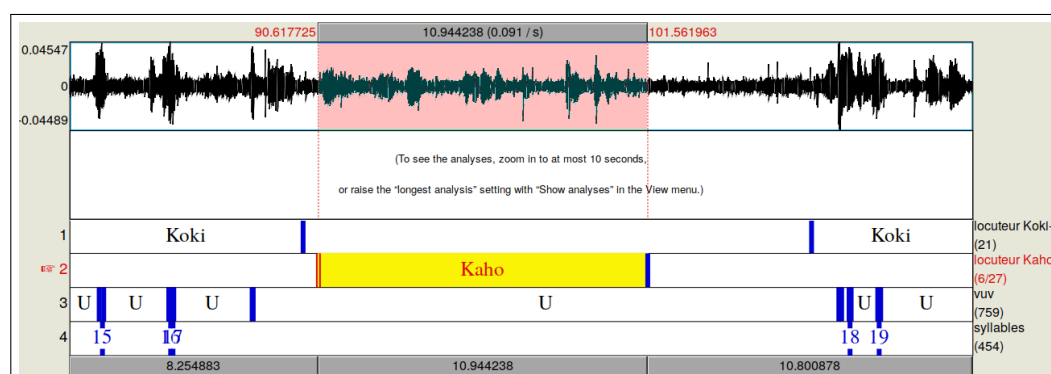 90.617725 10.944238 (0.091 / s) 101.561963
0.04547
0
-0.04489
(To see the analyses, zoom in to at most 10 seconds,
or raise the “longest analysis” setting with “Show analyses” in the View menu.)
1 Koki Koki locuteur Koki-
(21)
☞ 2 Kaho locuteur Kaho
(6/27)
3 U U U U U U vuv
(759)
4 15 16 17 18 19 syllables
(454)
8.254883 10.944238 10.800878